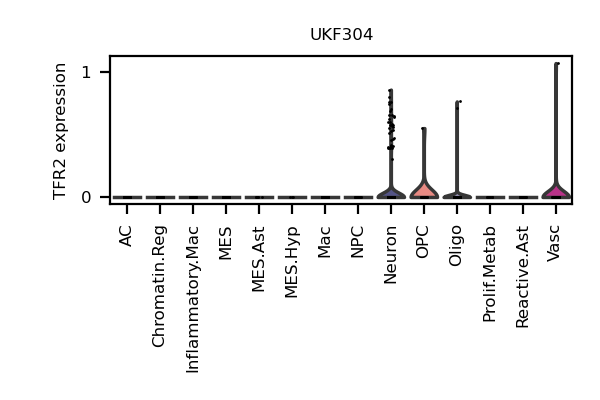 UKF304
TFR2 expression
1
0
AC
Chromatin.Reg
Inflammatory.Mac
MES
MES.Ast
MES.Hyp
Mac
NPC
Neuron
OPC
Oligo
Prolif.Metab
Reactive.Ast
Vasc